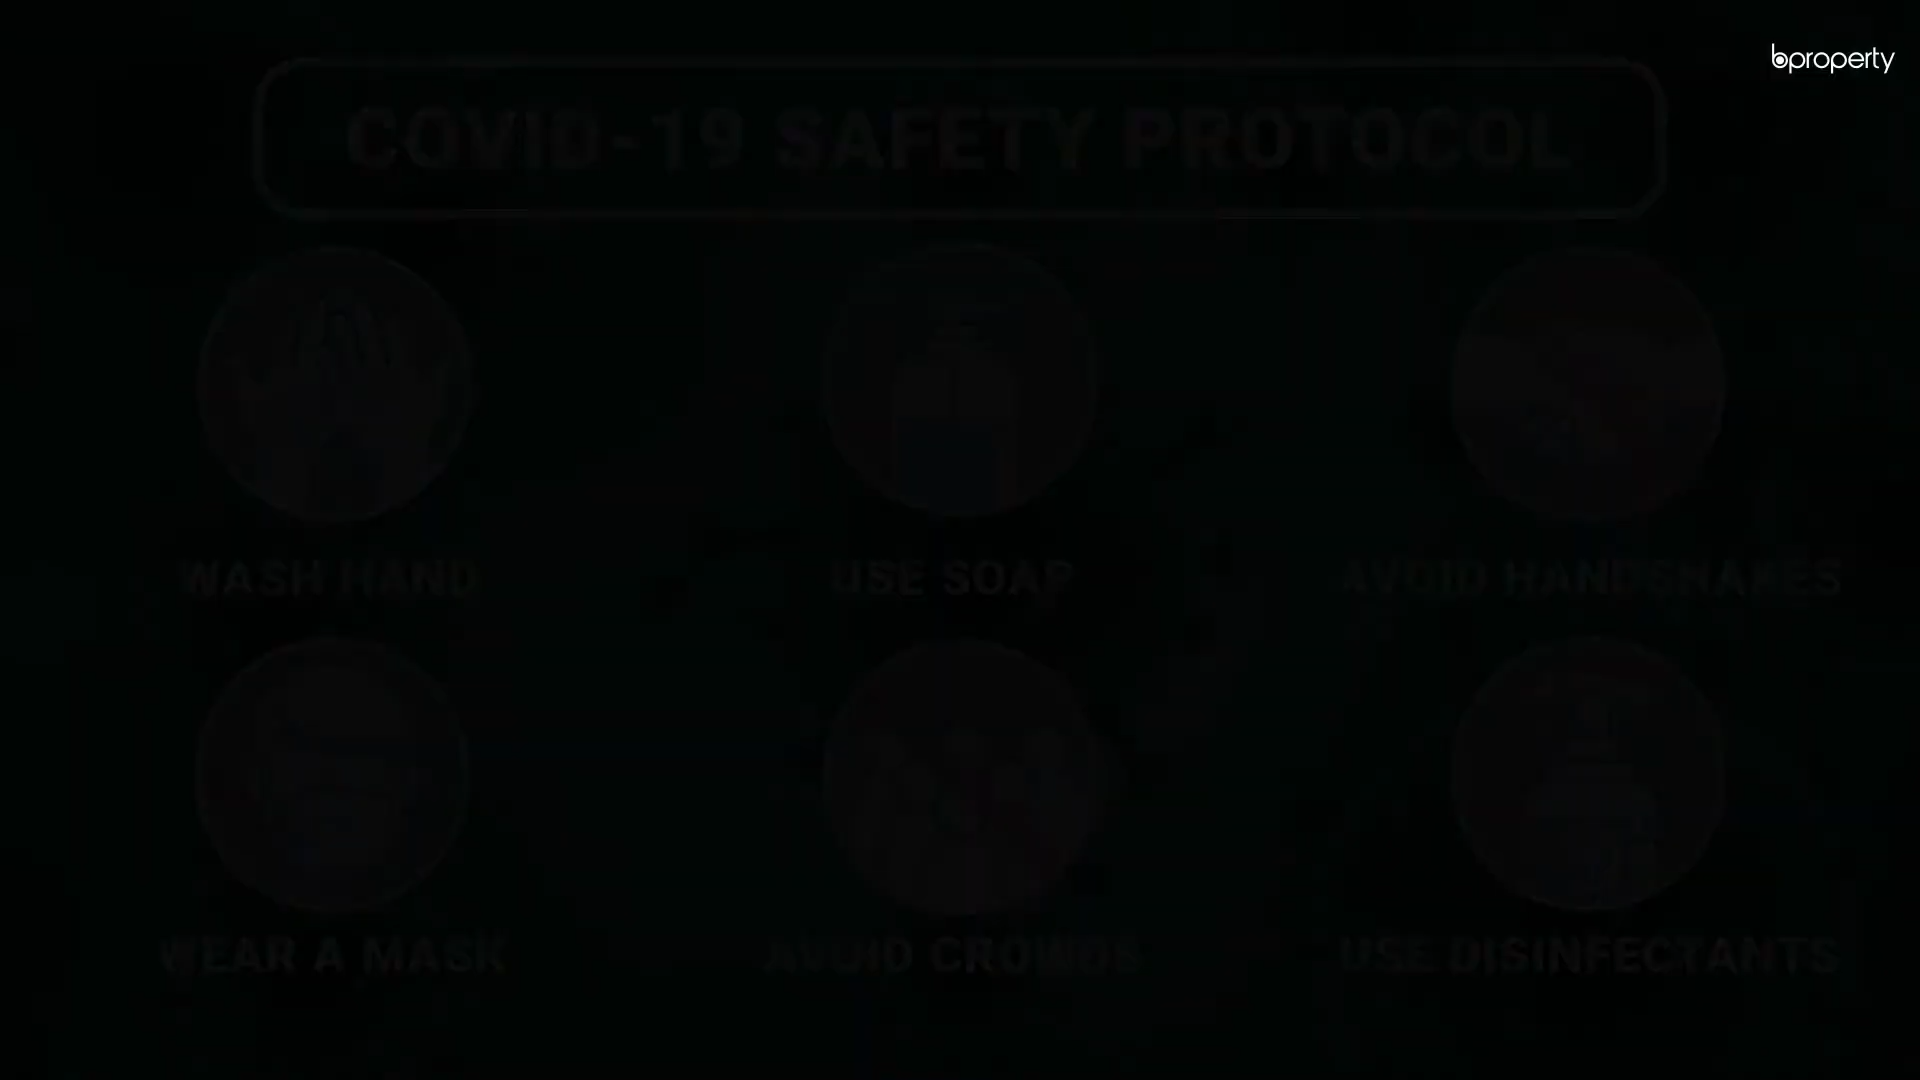 bproperty
COVID-19 SAFETY PROTOCOL
WASH HAND
USE SOAP
AVOID HANDSHAKES
WEAR A MASK
AVOID CROWDS
USE DISINFECTANTS